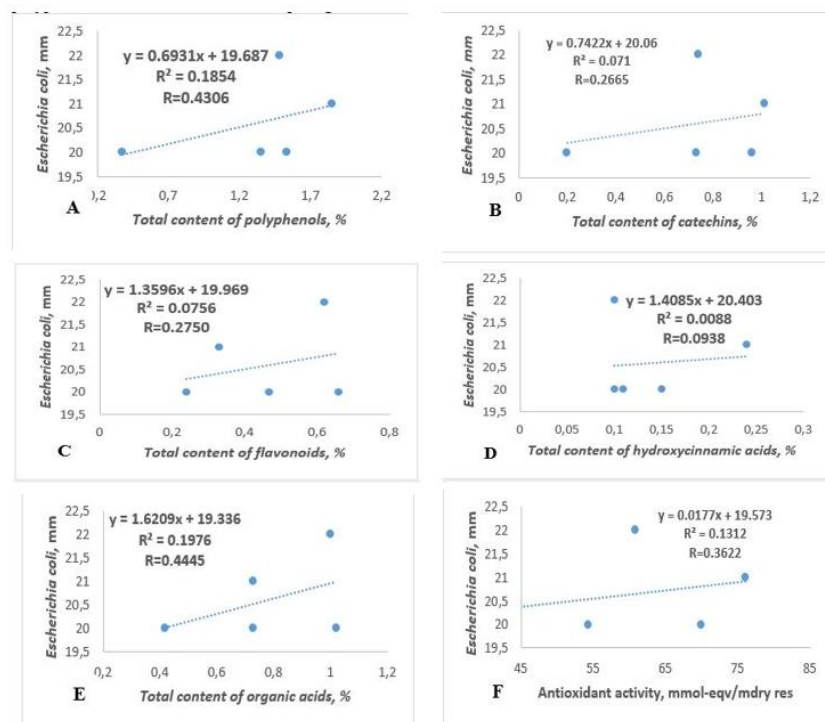 y = 0.6931x + 19.687
R² = 0.1854
R=0.4306
Escherichia coli, mm
22,5
22
21,5
21
20,5
20
19,5
),2
0,7
1,2
1,7
2,2
A
Total content of polyphenols, %
y = 0.7422x + 20.06
R² = 0.071
R=0.2665
Escherichia coli, mm
22,5
22
21,5
21
20,5
20
19,5
0
0,2
0,4
0,6
0,8
1
1,2
B
Total content of catechins, %
y = 1.3596x + 19.969
R² = 0.0756
R=0.2750
Escherichia coli, mm
22,5
22
21,5
21
20,5
20
19,5
0
0,2
0,4
0,6
0,8
C
Total content of flavonoids, %
y = 1.4085x + 20.403
R² = 0.0088
R=0.0938
Escherichia coli, mm
22,5
22
21,5
21
20,5
20
19,5
0
0,05
0,1
0,15
0,2
0,25
0,3
D
Total content of hydroxycinnamic acids, %
y = 1.6209x + 19.336
R² = 0.1976
R=0.4445
Escherichia coli, mm
22,5
22
21,5
21
20,5
20
19,5
0,2
0,4
0,6
0,8
1
1,2
E
Total content of organic acids, %
y = 0.0177x + 19.573
R² = 0.1312
R=0.3622
Escherichia coli, mm
22,5
22
21,5
21
20,5
20
19,5
45
55
65
75
85
F
Antioxidant activity, mmol-eqv/mdry res